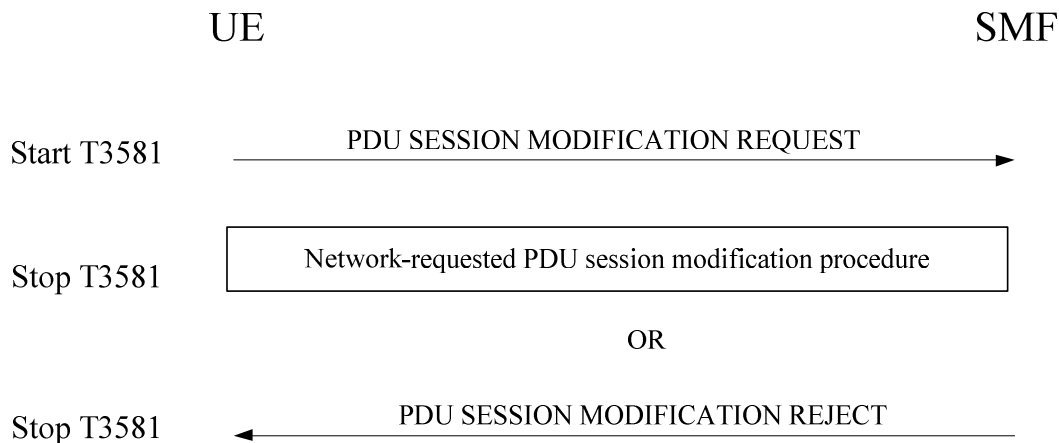 UE SMF
Start T3581 PDU SESSION MODIFICATION REQUEST
Stop T3581 Network-requested PDU session modification procedure
OR
Stop T3581 PDU SESSION MODIFICATION REJECT